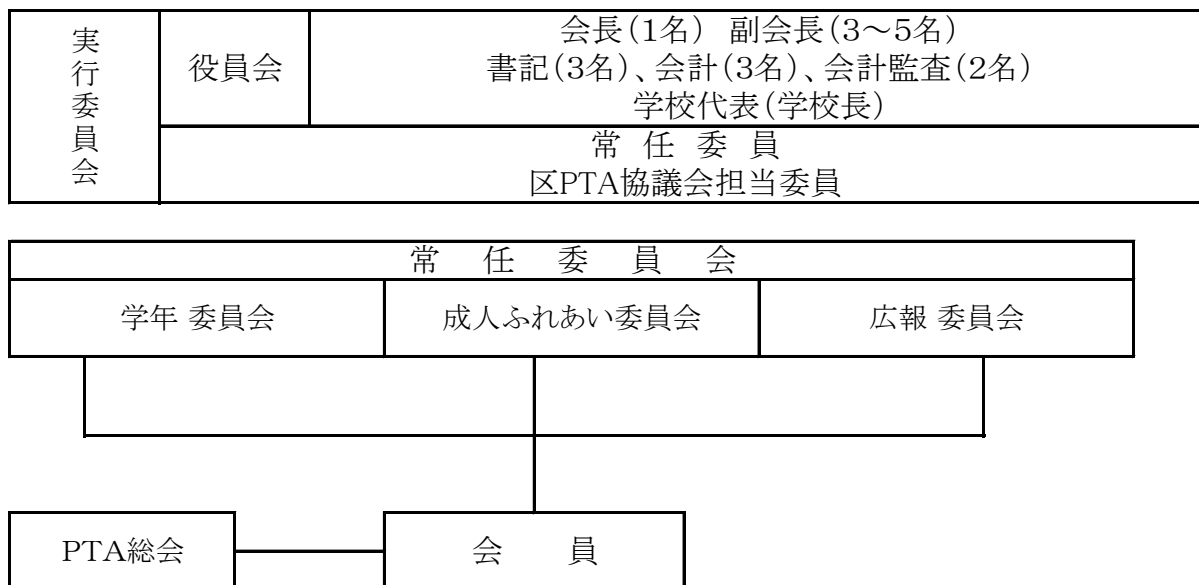 実行委員会
役員会
会長（1名） 副会長（3～5名）
書記（3名）、会計（3名）、会計監査（2名）
学校代表（学校長）
常 任 委 員
区PTA協議会担当委員
常 任 委 員 会
学年 委員会
成人ふれあい委員会
広報 委員会
PTA総会
会 員